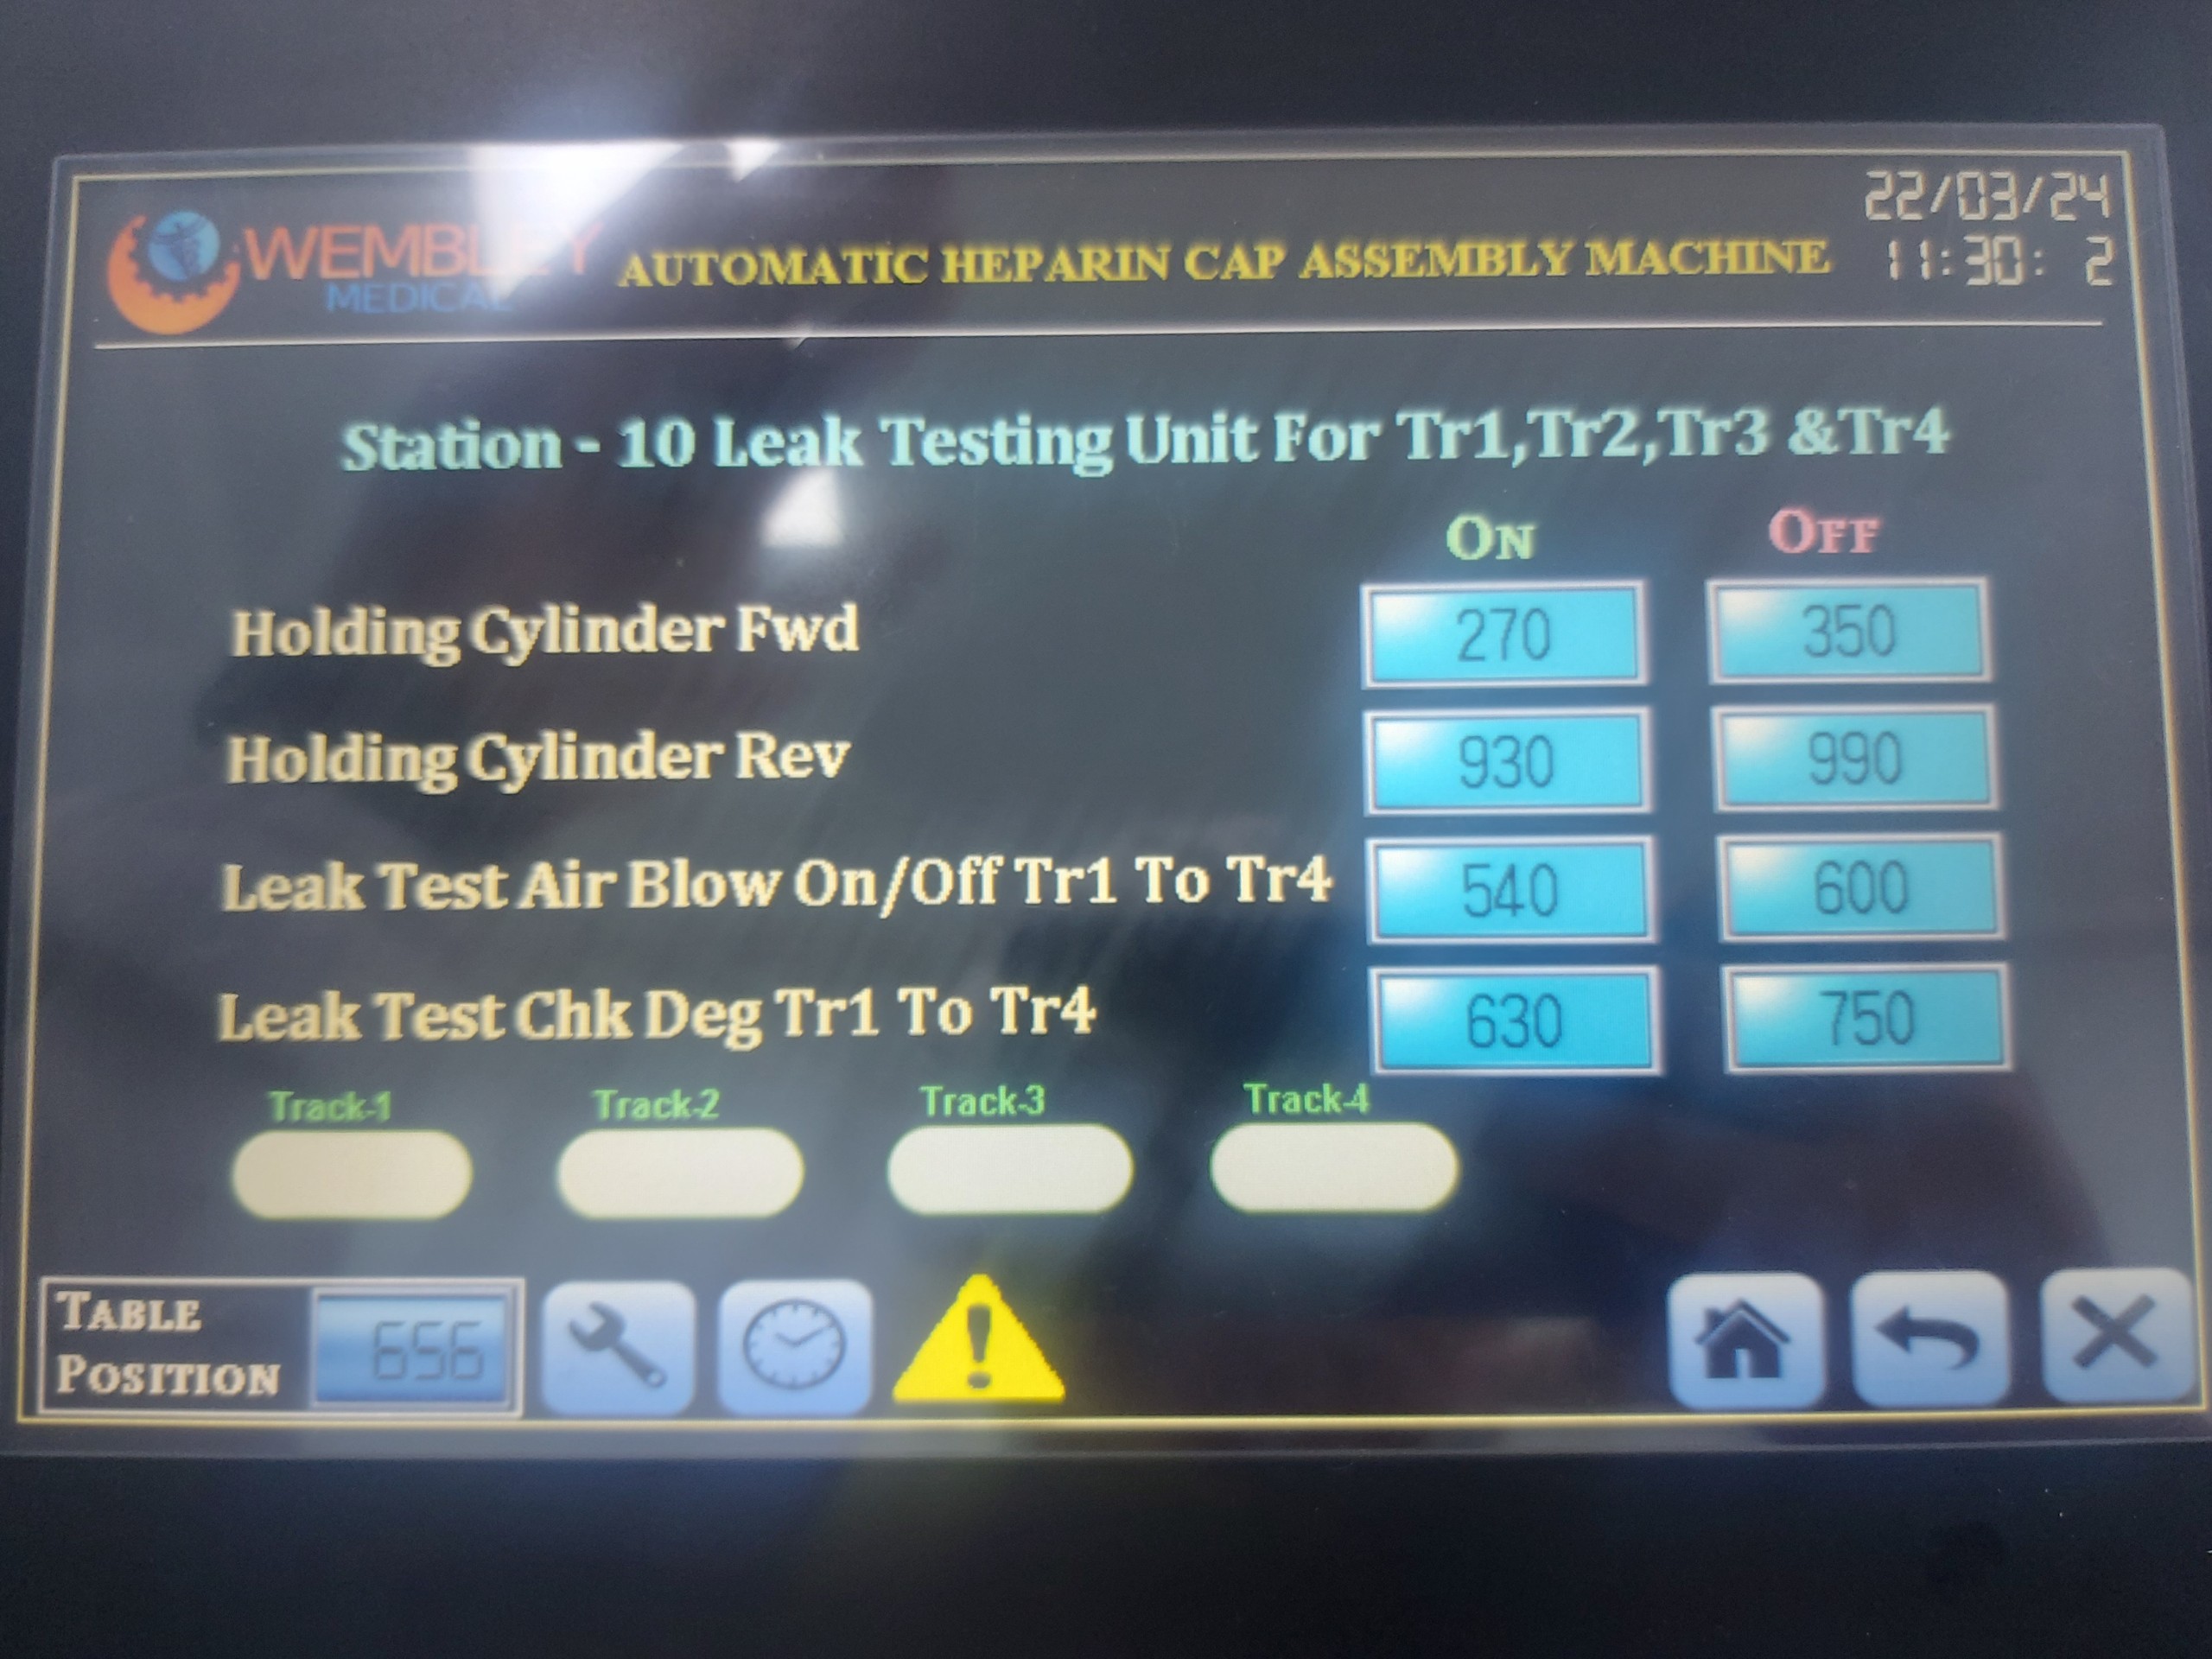 WEMBLEY
MEDICAL
AUTOMATIC HEPARIN CAP ASSEMBLY MACHINE
22/03/24
11:30: 2
Station - 10 Leak Testing Unit For Tr1,Tr2,Tr3 &Tr4
ON OFF
Holding Cylinder Fwd 270 350
Holding Cylinder Rev 930 990
Leak Test Air Blow On/Off Tr1 To Tr4 540 600
Leak Test Chk Deg Tr1 To Tr4 630 750
Track-1 Track-2 Track-3 Track-4
TABLE
POSITION
656